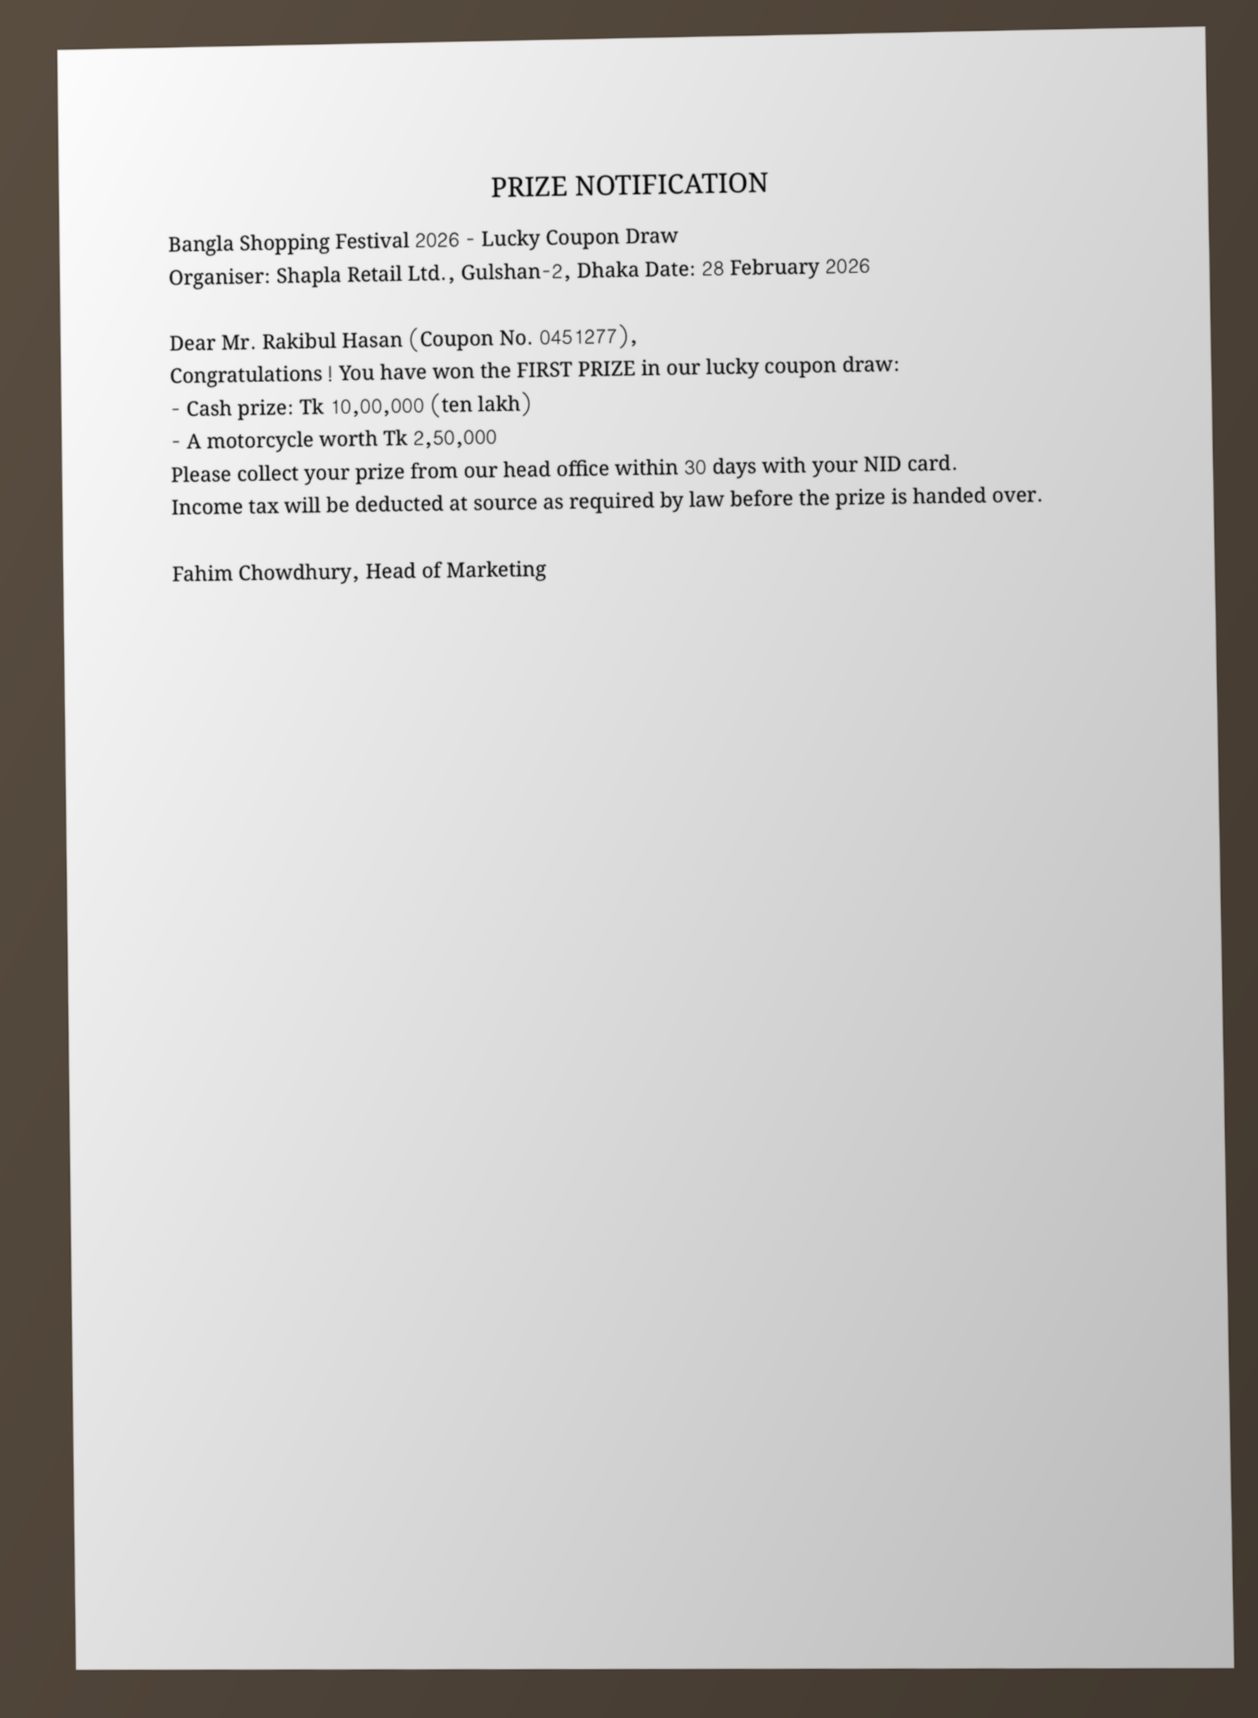 PRIZE NOTIFICATION
Bangla Shopping Festival 2026 - Lucky Coupon Draw
Organiser: Shapla Retail Ltd., Gulshan-2, Dhaka Date: 28 February 2026
Dear Mr. Rakibul Hasan (Coupon No. 0451277),
Congratulations! You have won the FIRST PRIZE in our lucky coupon draw:
- Cash prize: Tk 10,00,000 (ten lakh)
- A motorcycle worth Tk 2,50,000
Please collect your prize from our head office within 30 days with your NID card.
Income tax will be deducted at source as required by law before the prize is handed over.
Fahim Chowdhury, Head of Marketing